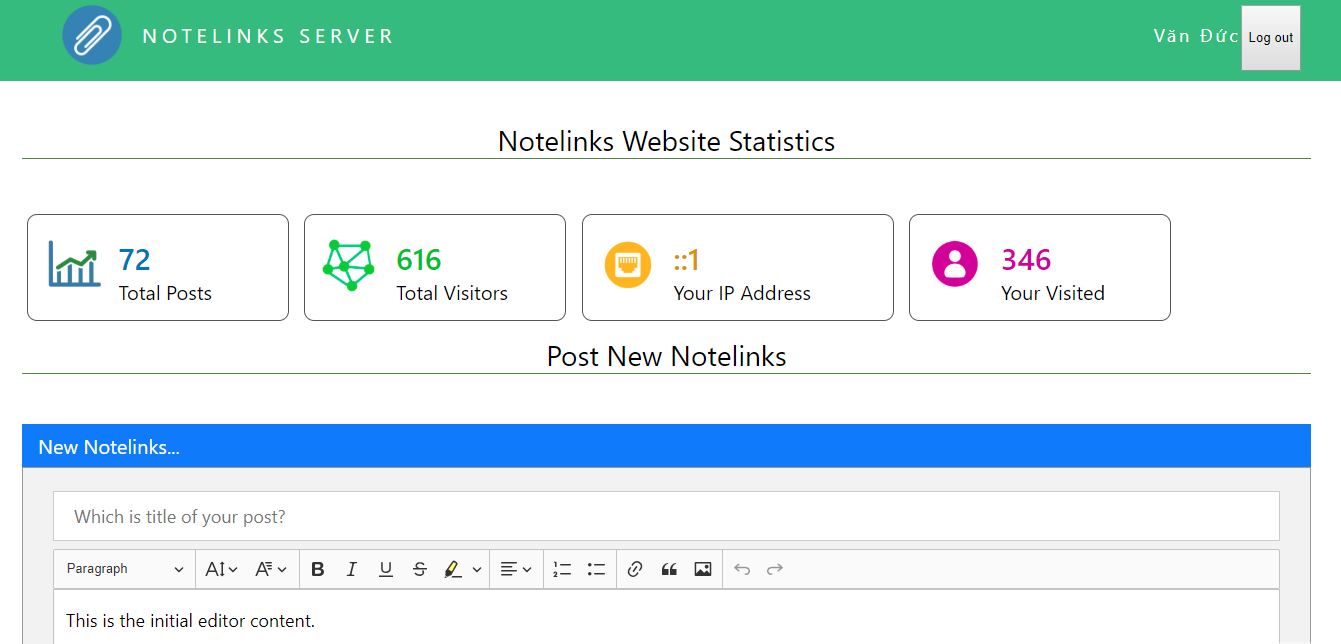 NOTELINKS SERVER
Văn Đức
Log out
Notelinks Website Statistics
72
Total Posts
616
Total Visitors
::1
Your IP Address
346
Your Visited
Post New Notelinks
New Notelinks...
Which is title of your post?
Paragraph
This is the initial editor content.